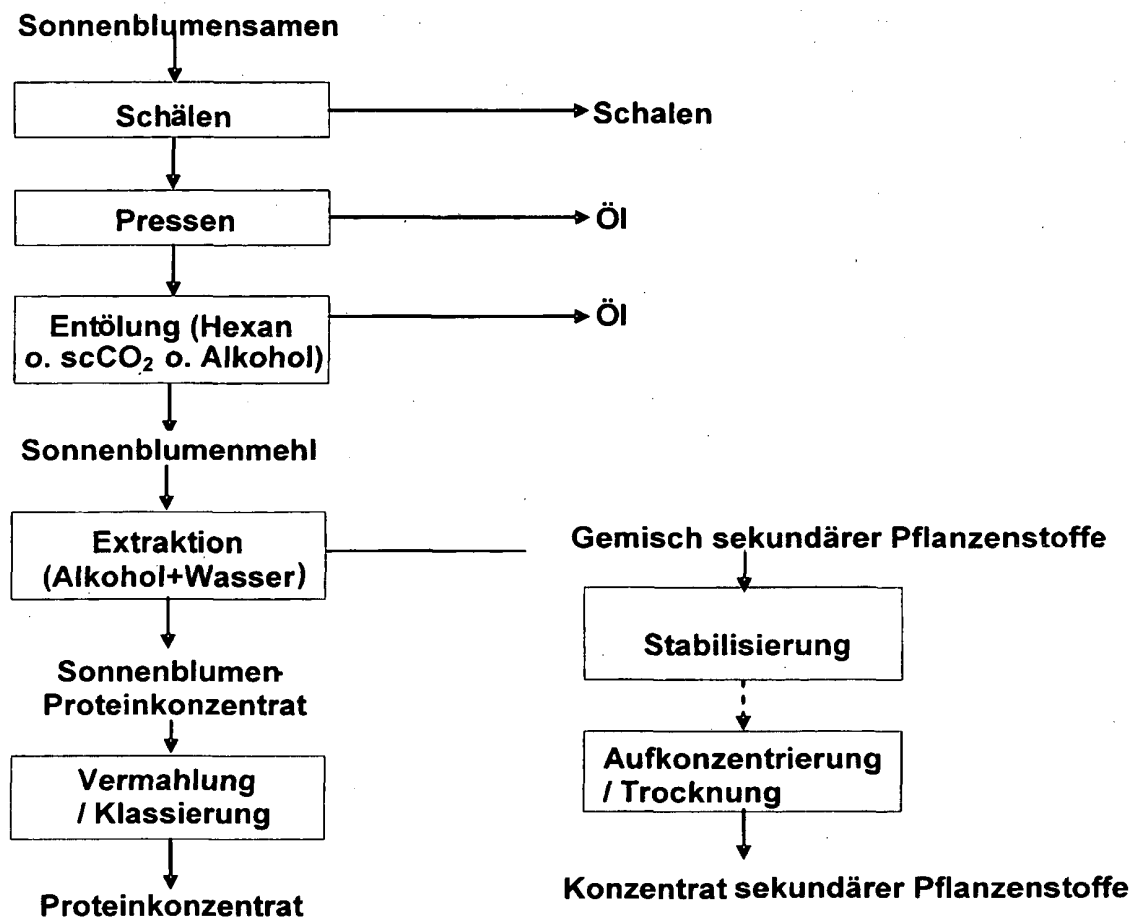 Sonnenblumensamen
Schälen
Schalen
Pressen
Öl
Entölung (Hexan
o. scCO₂ o. Alkohol)
Öl
Sonnenblumenmehl
Extraktion
(Alkohol+Wasser)
Sonnenblumen-
Proteinkonzentrat
Vermahlung
/ Klassierung
Proteinkonzentrat
Gemisch sekundärer Pflanzenstoffe
Stabilisierung
Aufkonzentrierung
/ Trocknung
Konzentrat sekundärer Pflanzenstoffe